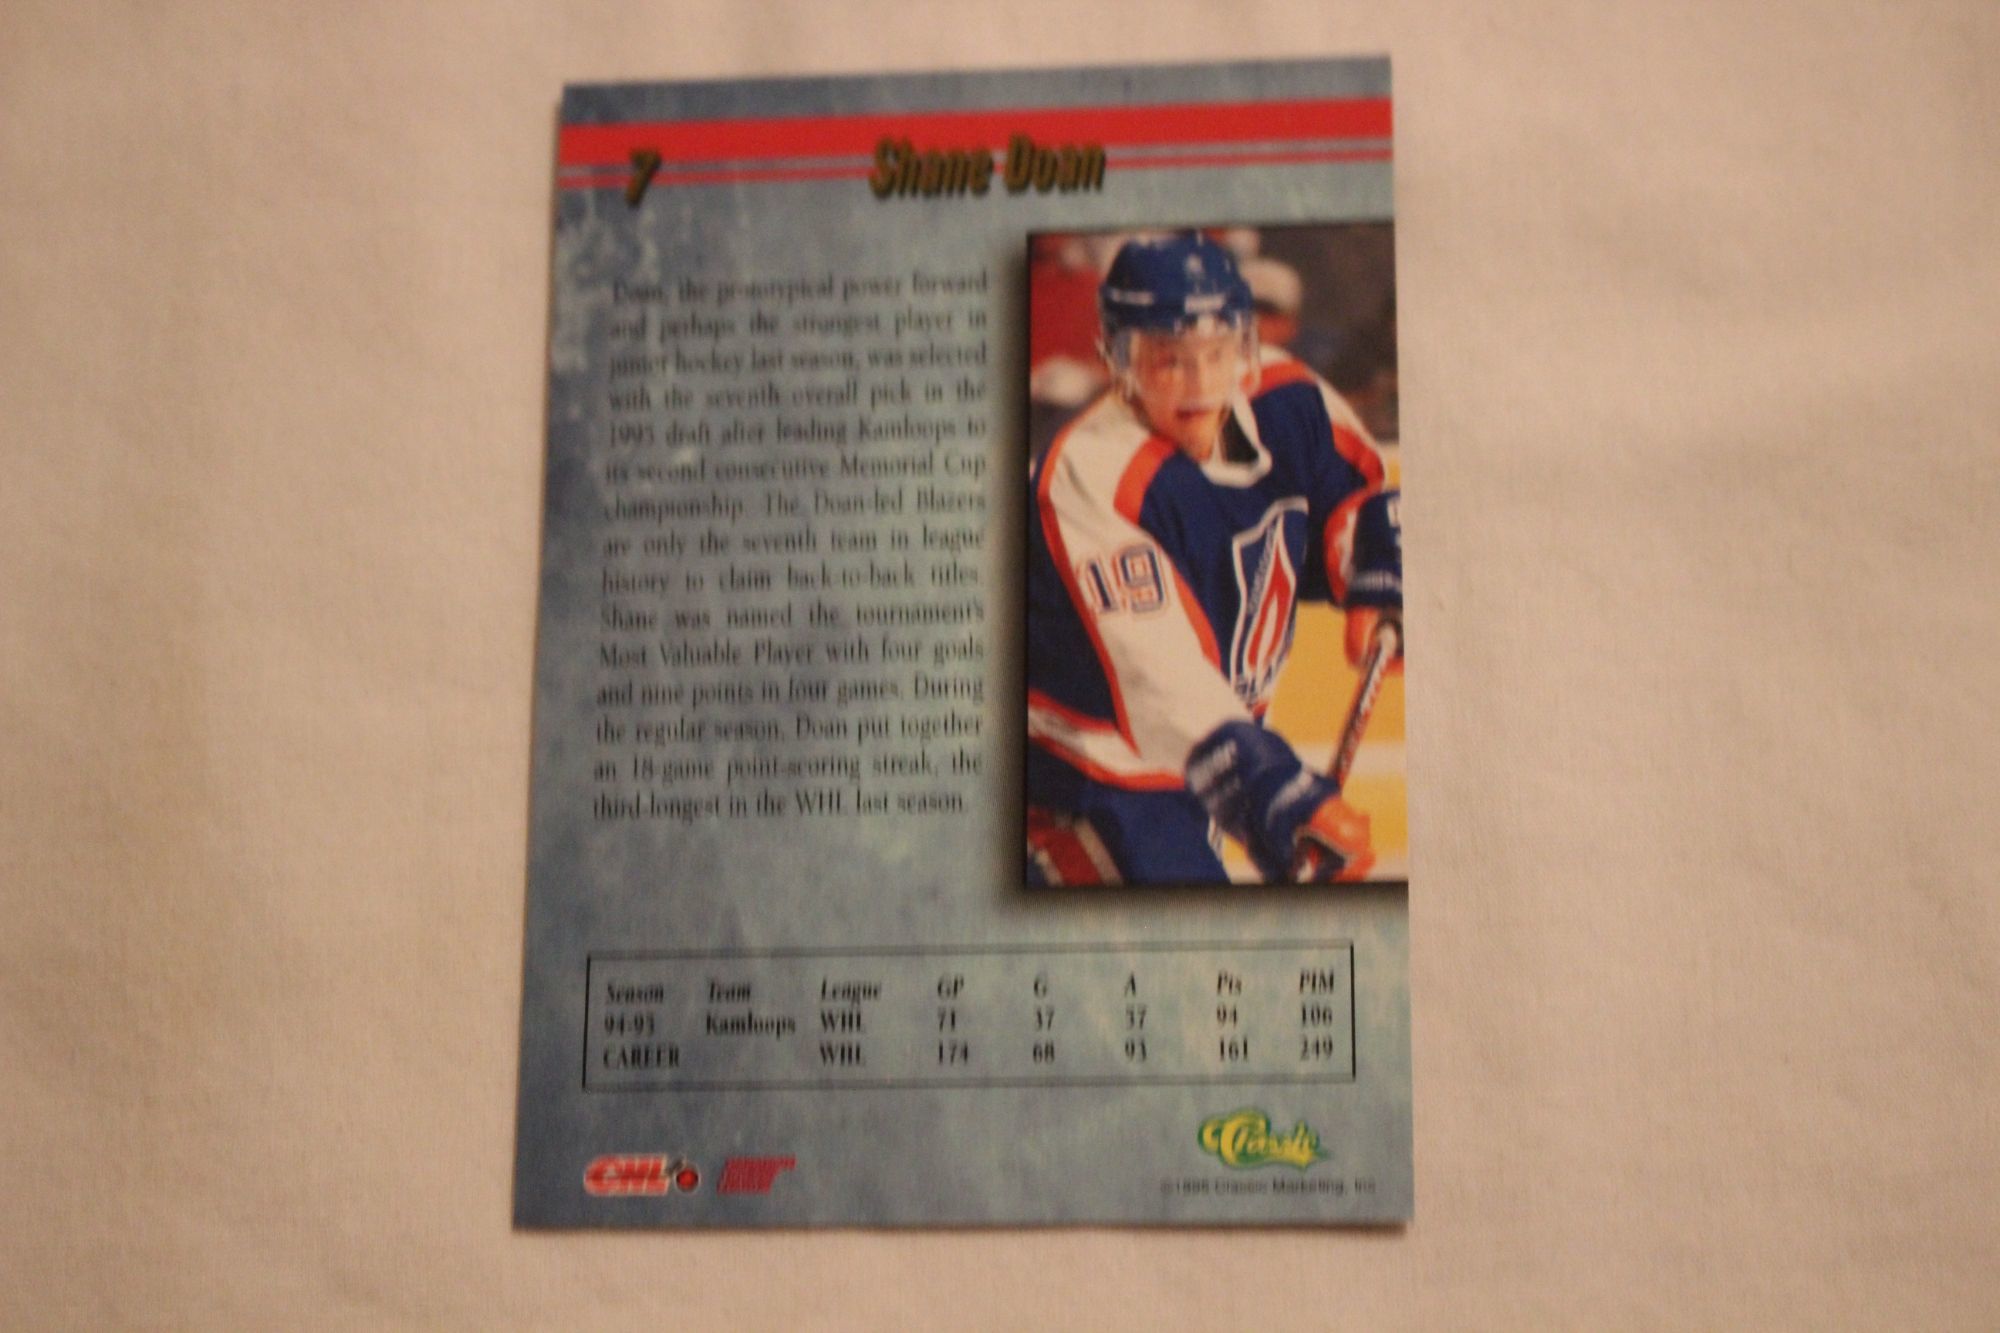 7 Shane Doan
Doan, the prototypical power forward
and perhaps the strongest player in
junior hockey last season, was selected
with the seventh overall pick in the
1995 draft after leading Kamloops to
its second consecutive Memorial Cup
championship. The Doan-led Blazers
are only the seventh team in league
history to claim back-to-back titles.
Shane was named the tournament's
Most Valuable Player with four goals
and nine points in four games. During
the regular season, Doan put together
an 18-game point-scoring streak, the
third-longest in the WHL last season.
19
Season Team League GP G A Pts PIM
94-95 Kamloops WHL 71 37 57 94 106
CAREER WHL 174 68 93 161 249
CHL
Classic
©1995 Classic Marketing, Inc